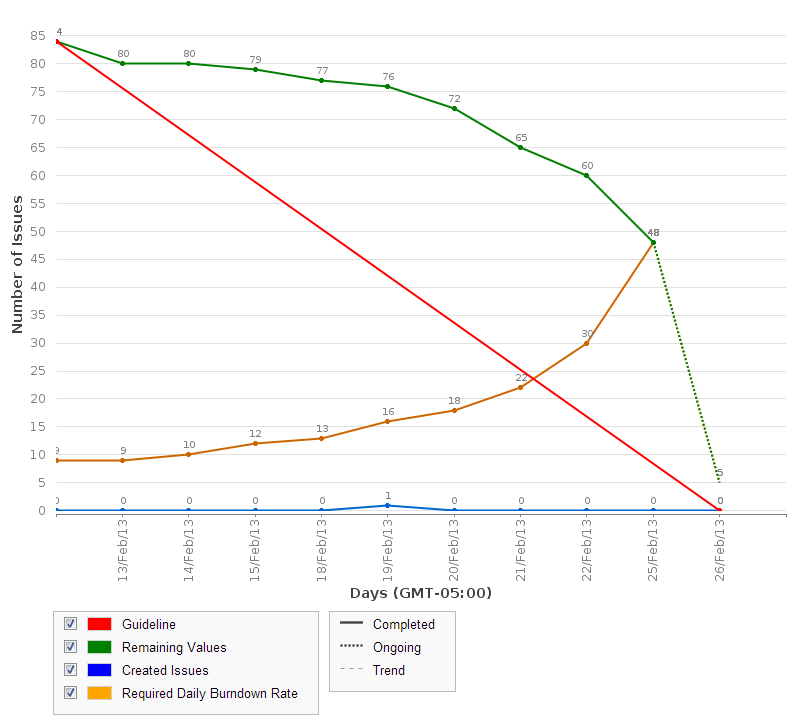 4
85
80
75
70
65
60
55
50
45
40
35
30
25
20
15
10
5
0
Number of Issues
80 80 79 77 76 72 65 60 48
9 9 10 12 13 16 18 22 30
5
0 0 0 0 0 1 0 0 0 0 0
13/Feb/13 14/Feb/13 15/Feb/13 18/Feb/13 19/Feb/13 20/Feb/13 21/Feb/13 22/Feb/13 25/Feb/13 26/Feb/13
Days (GMT-05:00)
Guideline
Remaining Values
Created Issues
Required Daily Burndown Rate
Completed
Ongoing
Trend